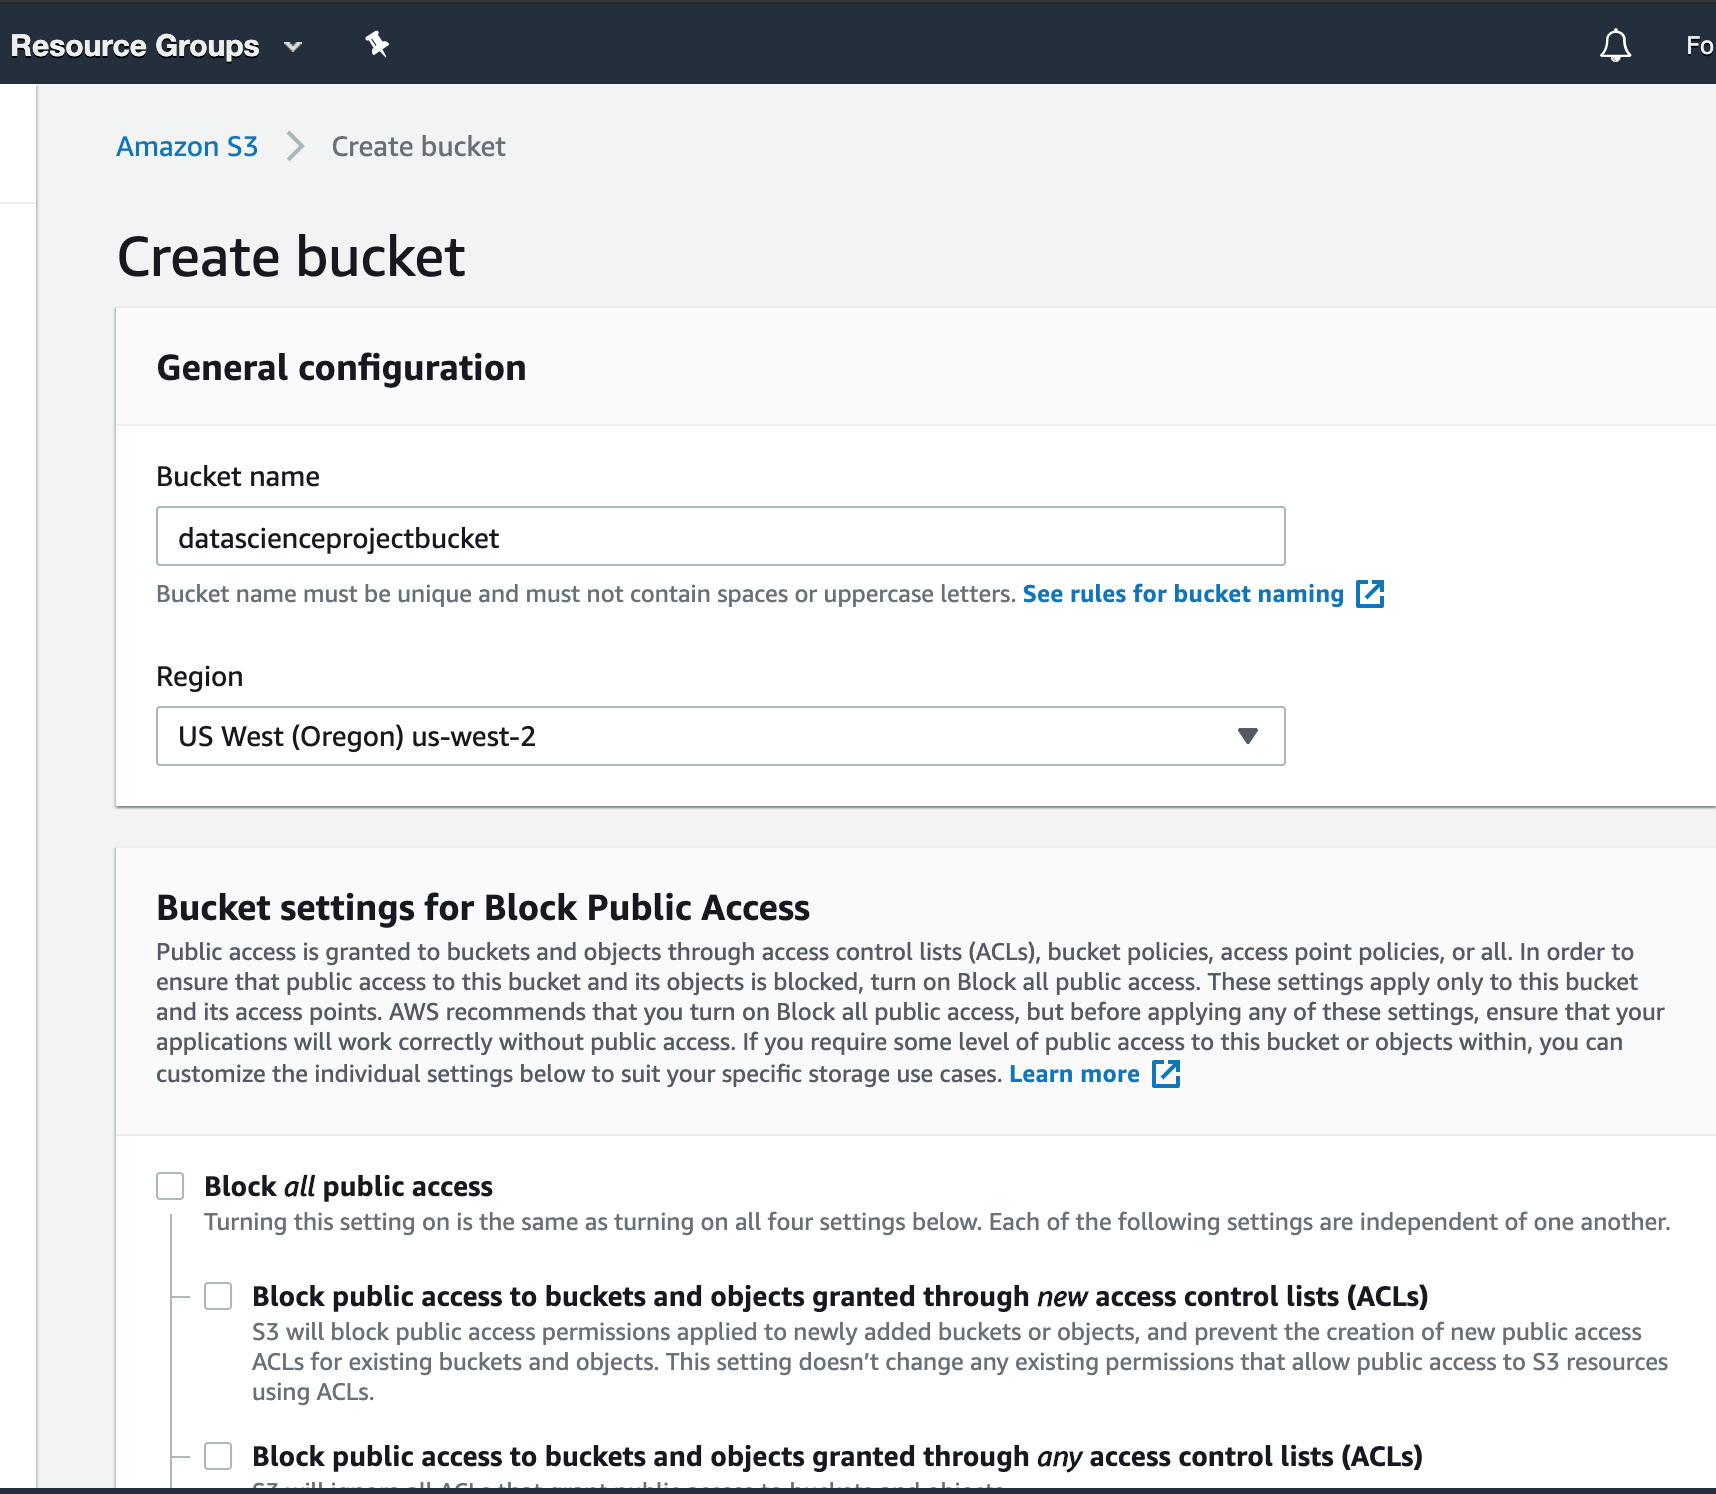 Resource Groups
Fo
Amazon S3 > Create bucket
Create bucket
General configuration
Bucket name
datascienceprojectbucket
Bucket name must be unique and must not contain spaces or uppercase letters. See rules for bucket naming
Region
US West (Oregon) us-west-2
Bucket settings for Block Public Access
Public access is granted to buckets and objects through access control lists (ACLs), bucket policies, access point policies, or all. In order to
ensure that public access to this bucket and its objects is blocked, turn on Block all public access. These settings apply only to this bucket
and its access points. AWS recommends that you turn on Block all public access, but before applying any of these settings, ensure that your
applications will work correctly without public access. If you require some level of public access to this bucket or objects within, you can
customize the individual settings below to suit your specific storage use cases. Learn more
Block all public access
Turning this setting on is the same as turning on all four settings below. Each of the following settings are independent of one another.
Block public access to buckets and objects granted through new access control lists (ACLs)
S3 will block public access permissions applied to newly added buckets or objects, and prevent the creation of new public access
ACLs for existing buckets and objects. This setting doesn’t change any existing permissions that allow public access to S3 resources
using ACLs.
Block public access to buckets and objects granted through any access control lists (ACLs)
S3 will ignore all ACLs that grant public access to buckets and objects.